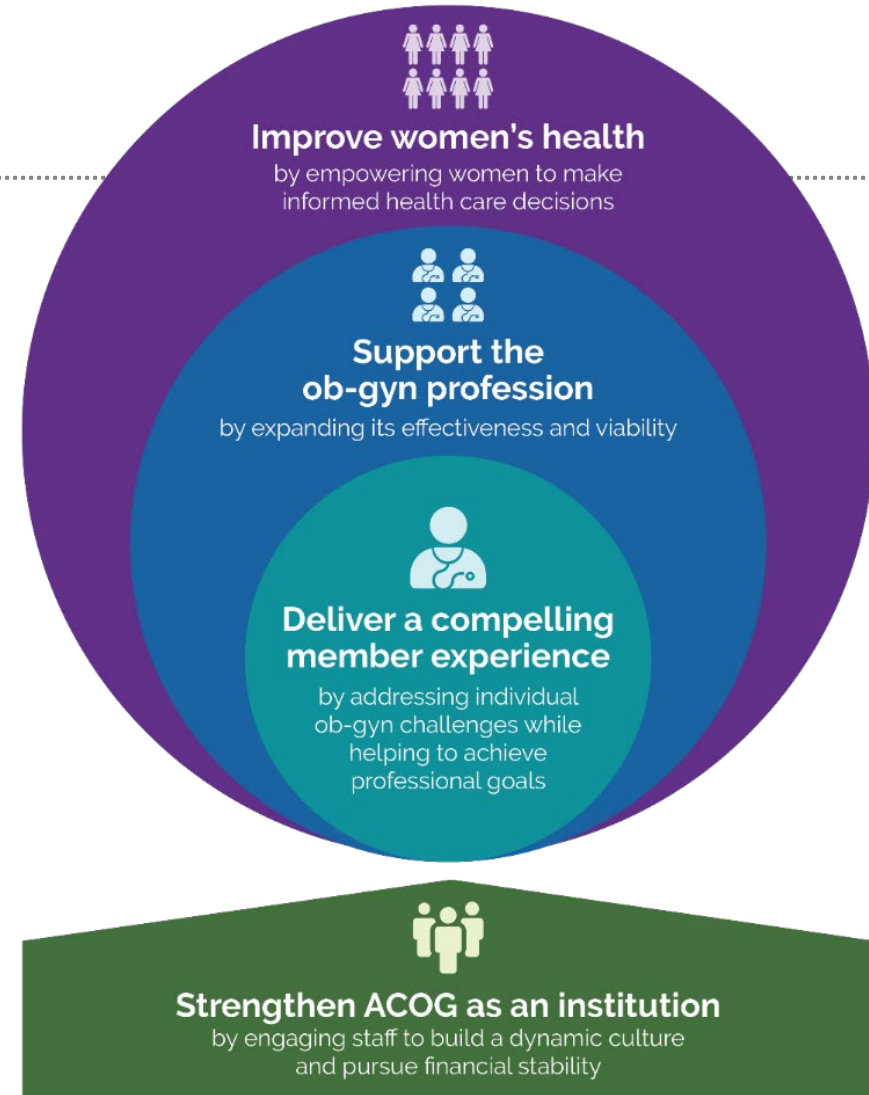 Improve women's health
by empowering women to make
informed health care decisions
Support the
ob-gyn profession
by expanding its effectiveness and viability
Deliver a compelling
member experience
by addressing individual
ob-gyn challenges while
helping to achieve
professional goals
Strengthen ACOG as an institution
by engaging staff to build a dynamic culture
and pursue financial stability